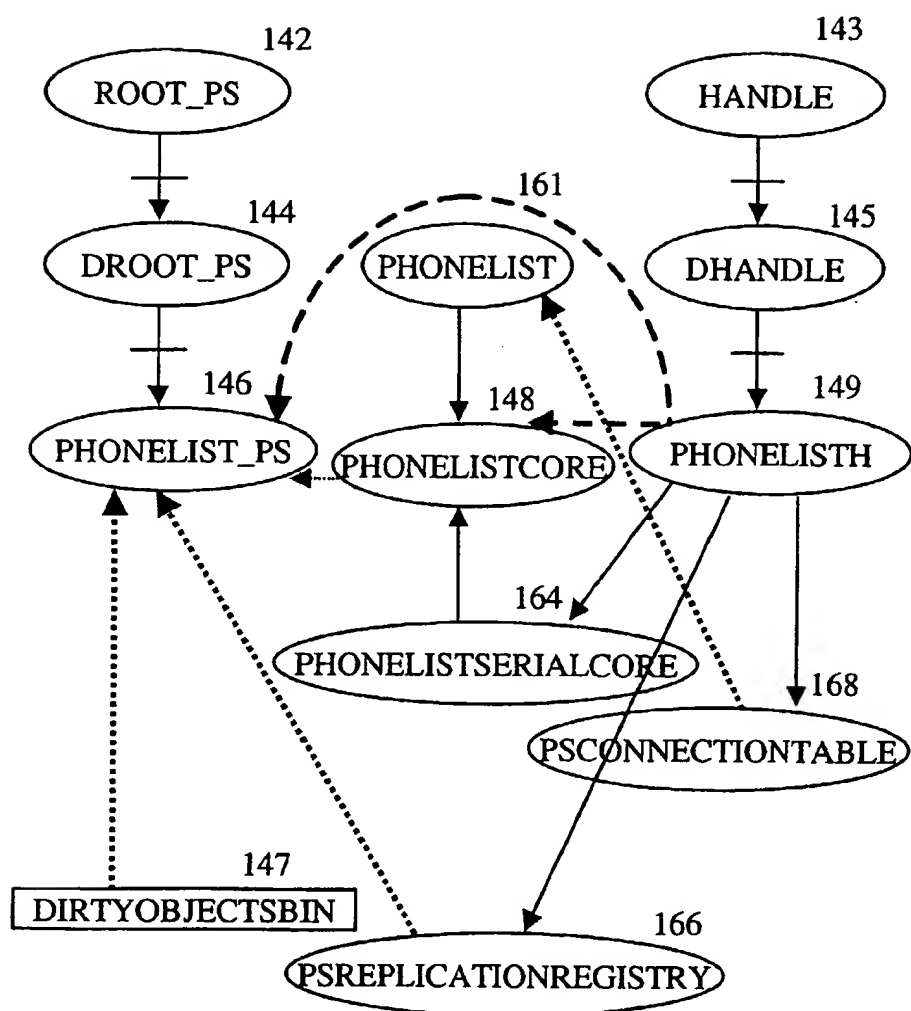 142
143
ROOT_PS
HANDLE
144
161
145
DROOT_PS
PHONELIST
DHANDLE
146
148
149
PHONELIST_PS
PHONELISTCORE
PHONELISTH
164
PHONELISTSERIALCORE
168
PSCONNECTIONTABLE
147
DIRTYOBJECTSBIN
166
PSREPLICATIONREGISTRY